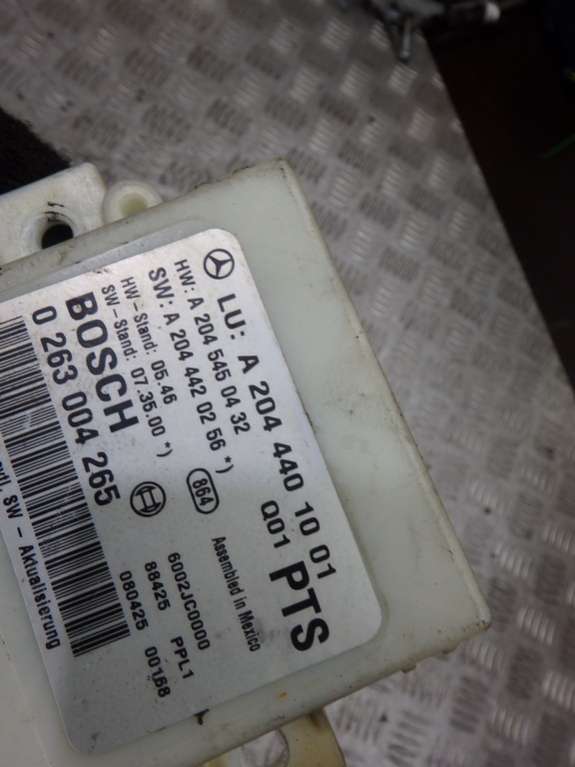 LU: A 204 440 10 01
HW: A 204 545 04 32 Q01
SW: A 204 442 02 56 *) PTS
HW-Stand: 05.46
SW-Stand: 07.35.00 *) 864 Assembled in Mexico
BOSCH
0 263 004 265
6002JC0000
88425 PPL1
080425 00168
SW - Aktualisierung